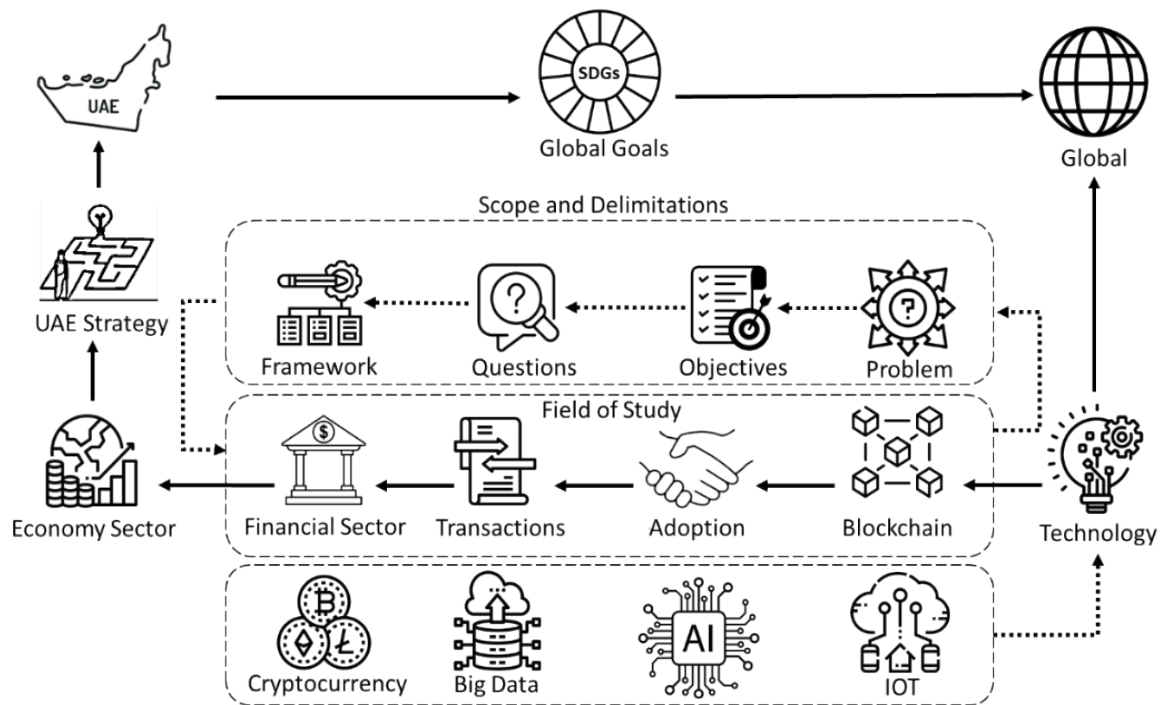 UAE
SDGs
Global Goals
Global
Scope and Delimitations
UAE Strategy
?
?
Framework
Questions
Objectives
Problem
Field of Study
$
Economy Sector
Financial Sector
Transactions
Adoption
Blockchain
Technology
AI
Cryptocurrency
Big Data
IOT